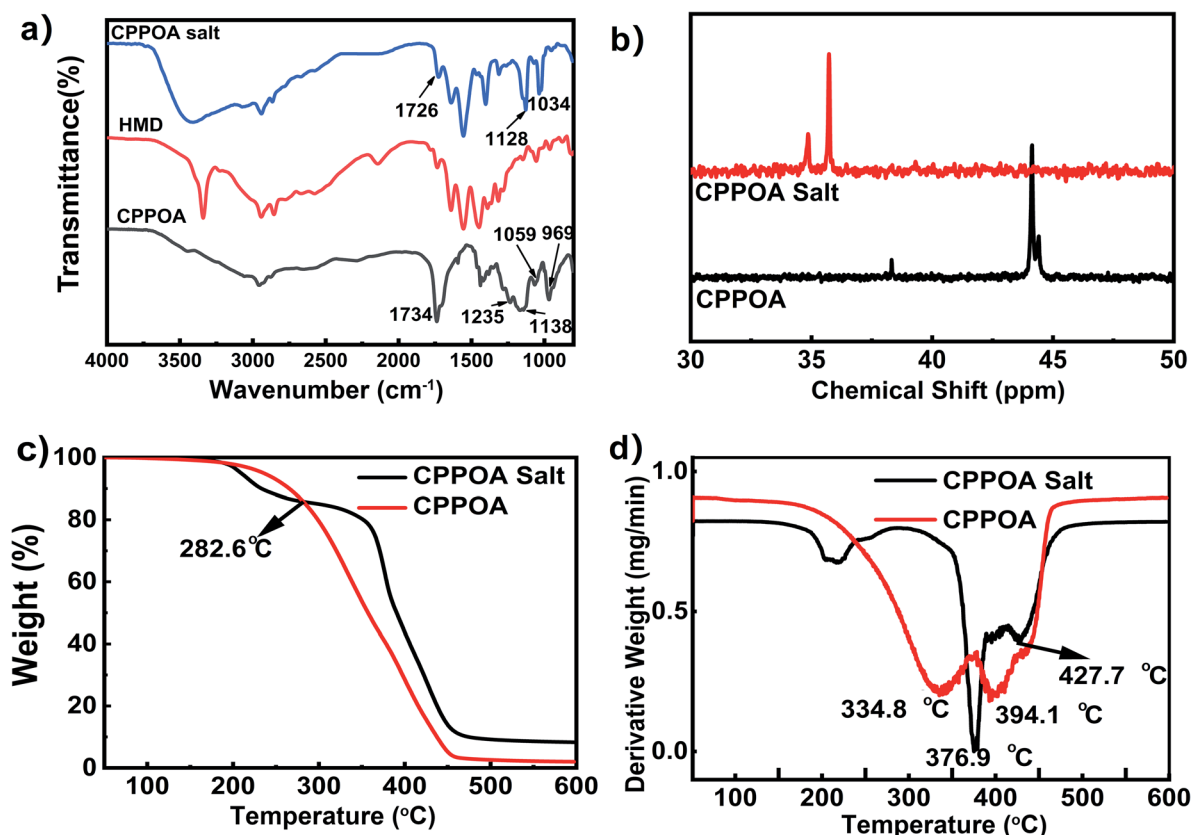 a)
CPPOA salt
HMD
CPPOA
1726
1128
1034
1059 969
1734
1235
1138
Transmittance(%)
4000 3500 3000 2500 2000 1500 1000
Wavenumber (cm⁻¹)
b)
CPPOA Salt
CPPOA
30 35 40 45 50
Chemical Shift (ppm)
c)
CPPOA Salt
CPPOA
282.6 °C
Weight (%)
100
80
60
40
20
0
100 200 300 400 500 600
Temperature (°C)
d)
CPPOA Salt
CPPOA
Derivative Weight (mg/min)
1.0
0.5
0.0
334.8 °C
376.9 °C
394.1 °C
427.7 °C
100 200 300 400 500 600
Temperature (°C)